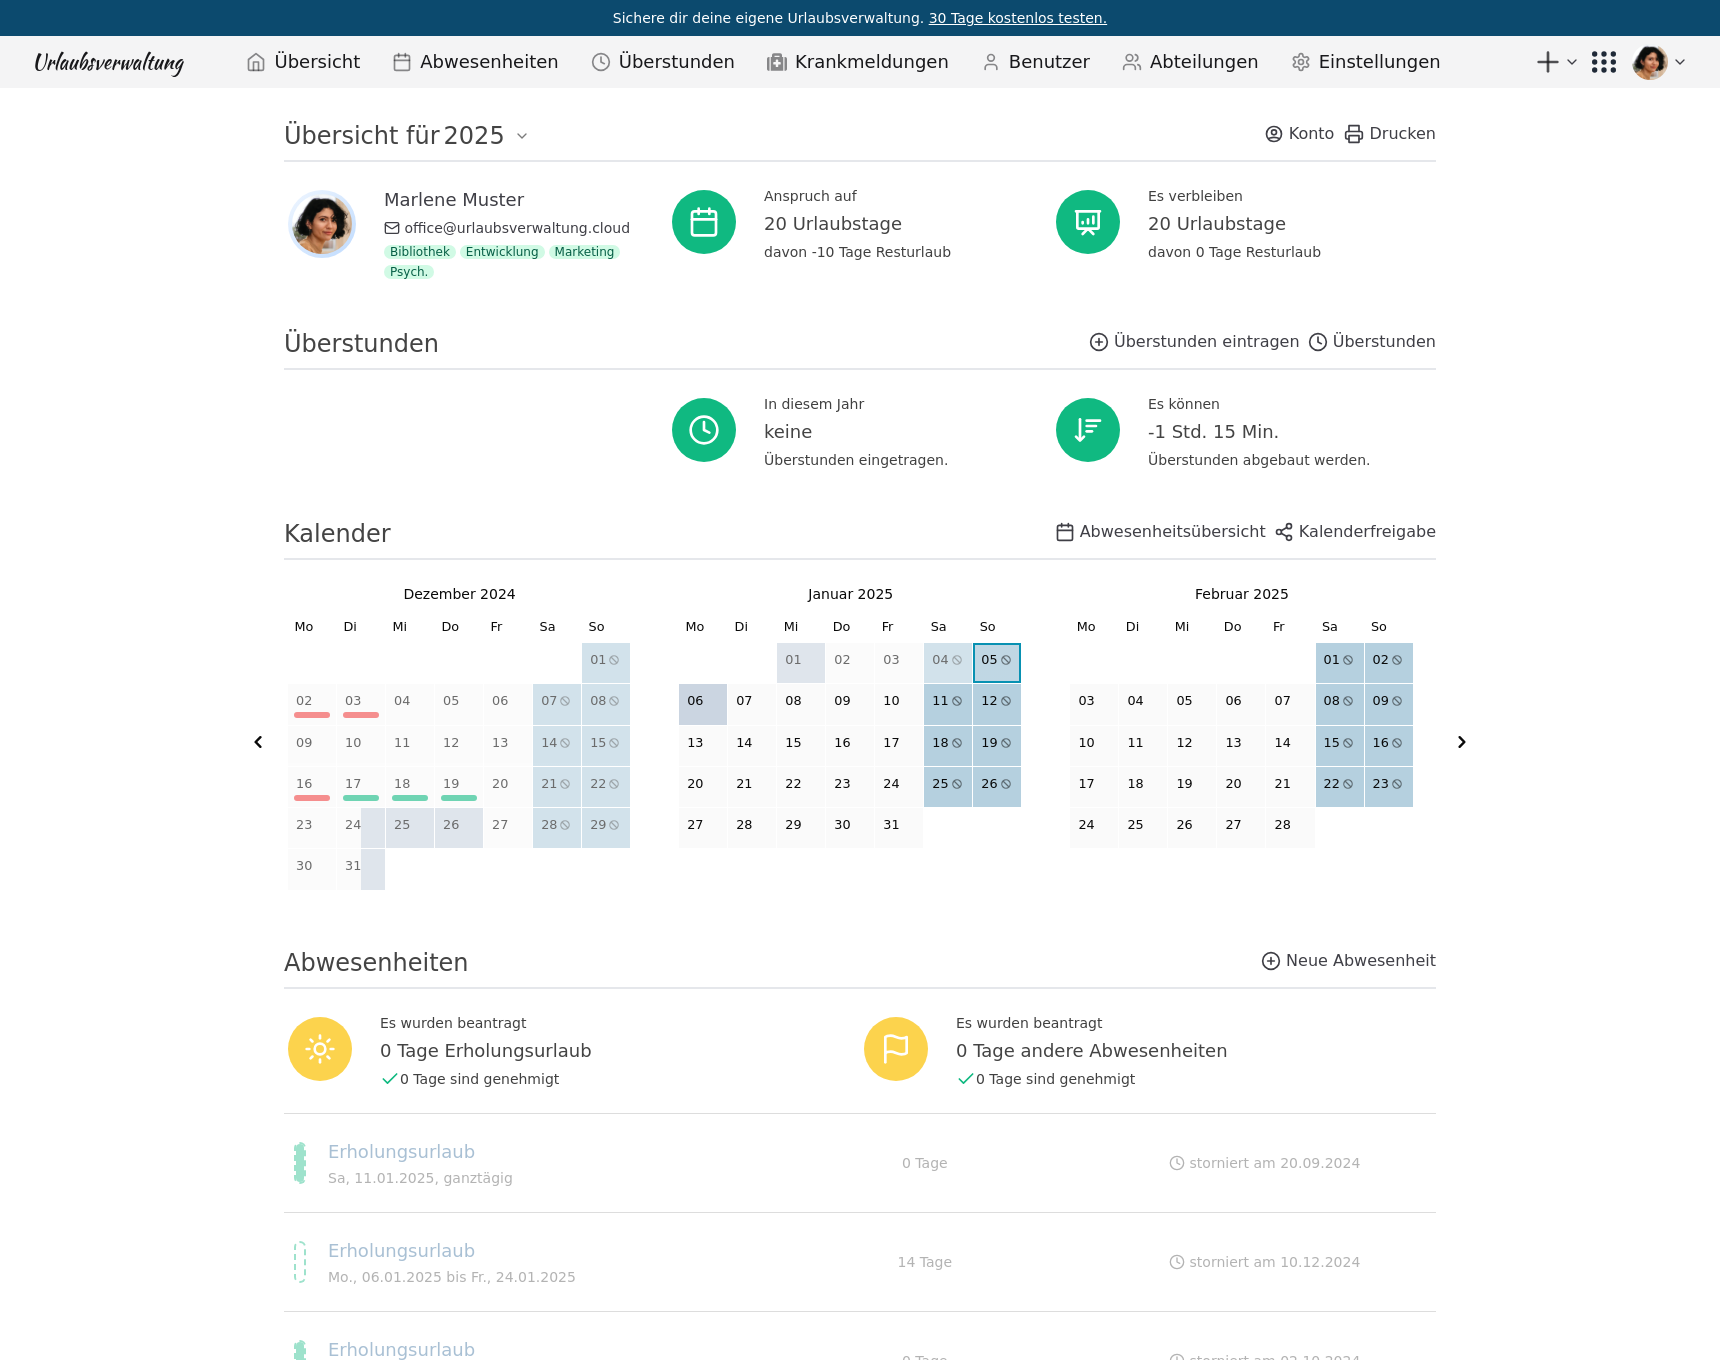 Sichere dir deine eigene Urlaubsverwaltung. 30 Tage kostenlos testen.
Urlaubsverwaltung Übersicht Abwesenheiten Überstunden Krankmeldungen Benutzer Abteilungen Einstellungen
Übersicht für 2025 Konto Drucken
Marlene Muster
office@urlaubsverwaltung.cloud
Bibliothek Entwicklung Marketing
Psych.
Anspruch auf
20 Urlaubstage
davon -10 Tage Resturlaub
Es verbleiben
20 Urlaubstage
davon 0 Tage Resturlaub
Überstunden Überstunden eintragen Überstunden
In diesem Jahr
keine
Überstunden eingetragen.
Es können
-1 Std. 15 Min.
Überstunden abgebaut werden.
Kalender Abwesenheitsübersicht Kalenderfreigabe
Dezember 2024
Mo Di Mi Do Fr Sa So
01
02 03 04 05 06 07 08
09 10 11 12 13 14 15
16 17 18 19 20 21 22
23 24 25 26 27 28 29
30 31
Januar 2025
Mo Di Mi Do Fr Sa So
01 02 03 04 05
06 07 08 09 10 11 12
13 14 15 16 17 18 19
20 21 22 23 24 25 26
27 28 29 30 31
Februar 2025
Mo Di Mi Do Fr Sa So
01 02
03 04 05 06 07 08 09
10 11 12 13 14 15 16
17 18 19 20 21 22 23
24 25 26 27 28
Abwesenheiten Neue Abwesenheit
Es wurden beantragt
0 Tage Erholungsurlaub
0 Tage sind genehmigt
Es wurden beantragt
0 Tage andere Abwesenheiten
0 Tage sind genehmigt
Erholungsurlaub
Sa, 11.01.2025, ganztägig
0 Tage
storniert am 20.09.2024
Erholungsurlaub
Mo., 06.01.2025 bis Fr., 24.01.2025
14 Tage
storniert am 10.12.2024
Erholungsurlaub
0 Tage
storniert am 02.10.2024